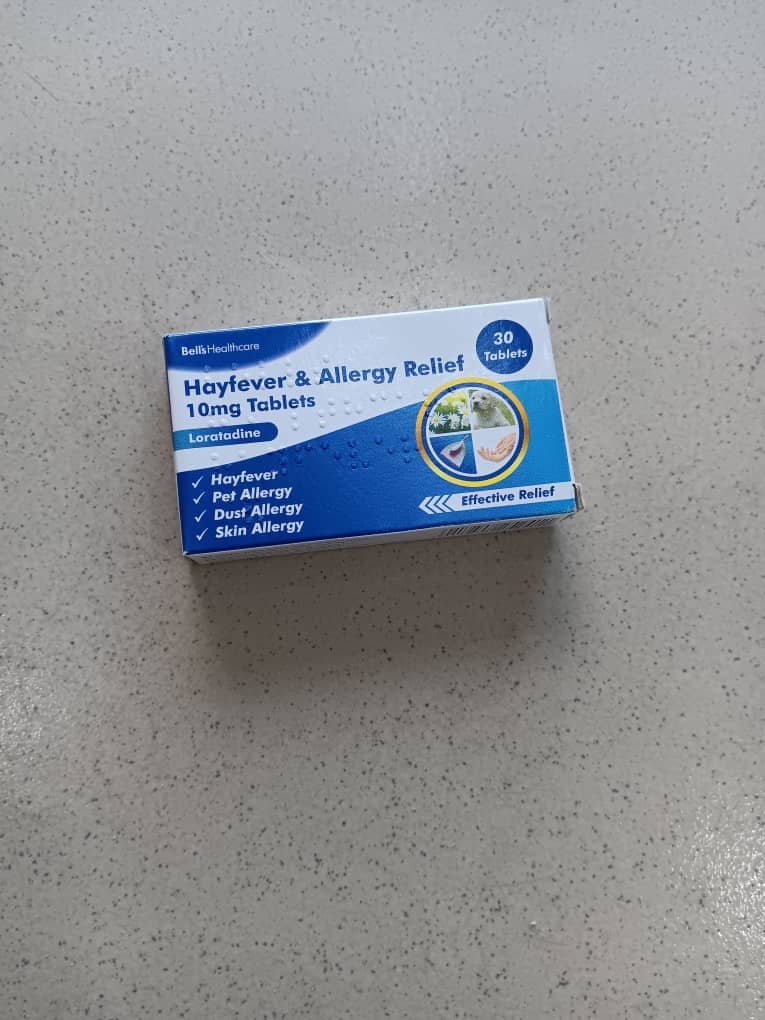 Bell's Healthcare
30
Tablets
Hayfever & Allergy Relief
10mg Tablets
Loratadine
✓ Hayfever
✓ Pet Allergy
✓ Dust Allergy
✓ Skin Allergy
Effective Relief